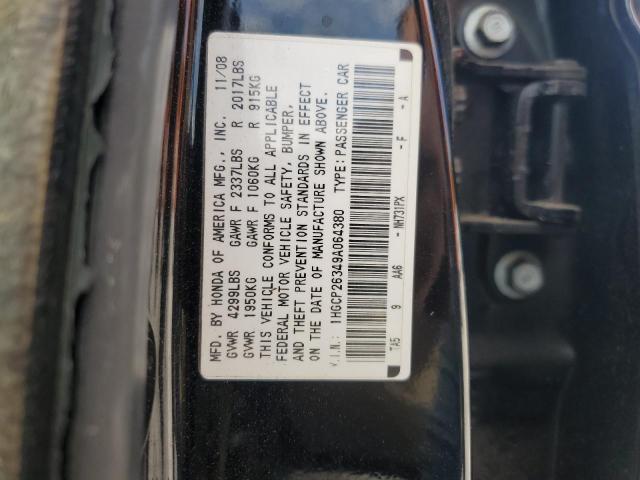 MFD. BY HONDA OF AMERICA MFG., INC. 11/08
GVWR 4299LBS GAWR F 2337LBS R 2017LBS
GVWR 1950KG GAWR F 1060KG R 915KG
THIS VEHICLE CONFORMS TO ALL APPLICABLE
FEDERAL MOTOR VEHICLE SAFETY, BUMPER,
AND THEFT PREVENTION STANDARDS IN EFFECT
ON THE DATE OF MANUFACTURE SHOWN ABOVE.
V.I.N.: 1HGCP26349A064380 TYPE: PASSENGER CAR
TA5 9 AA6 - NH731PX - F - A